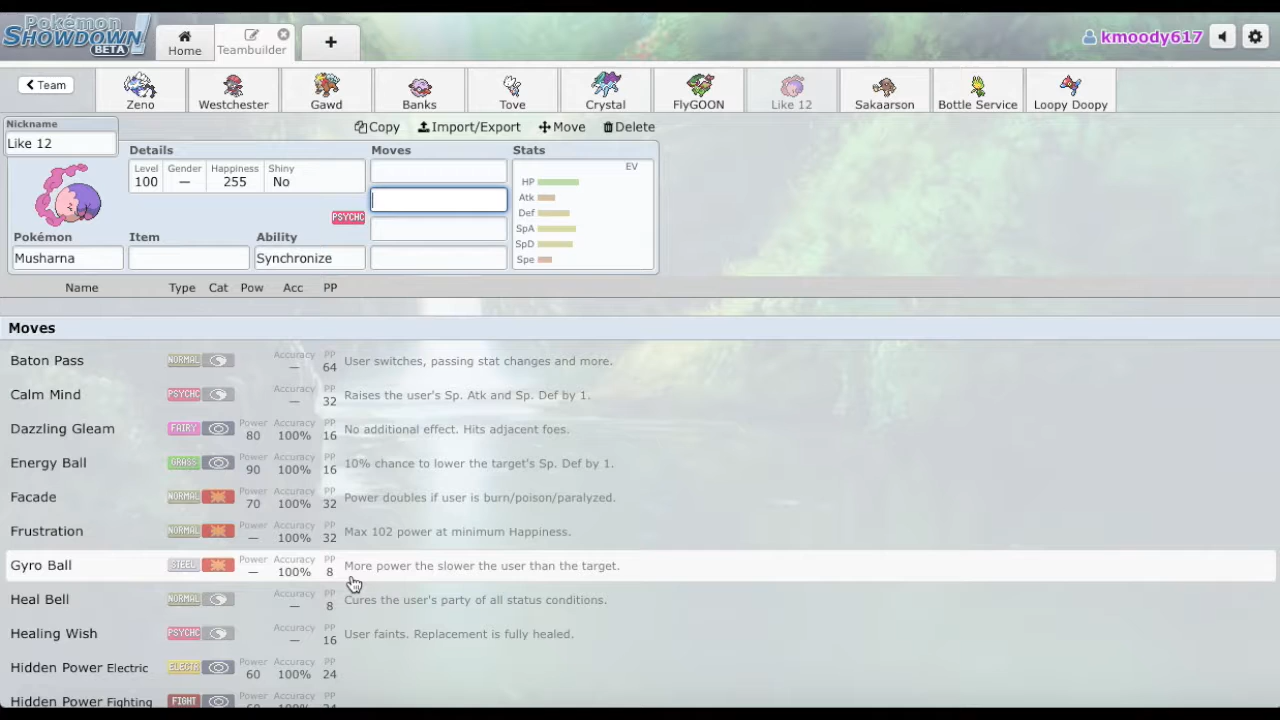 Pokémon
SHOWDOWN!
BETA
Home
Teambuilder
+
kmoody617
Team
Zeno
Westchester
Gawd
Banks
Tove
Crystal
FlyGOON
Like 12
Sakaarson
Bottle Service
Loopy Doopy
Nickname
Like 12
Copy
Import/Export
Move
Delete
Details
Moves
Stats
Level
Gender
Happiness
Shiny
100
—
255
No
EV
HP
Atk
Def
SpA
SpD
Spe
PSYCHC
Pokémon
Item
Ability
Musharna
Synchronize
Name Type Cat Pow Acc PP
Moves
Baton Pass NORMAL Accuracy — PP 64 User switches, passing stat changes and more.
Calm Mind PSYCHC Accuracy — PP 32 Raises the user's Sp. Atk and Sp. Def by 1.
Dazzling Gleam FAIRY Power 80 Accuracy 100% PP 16 No additional effect. Hits adjacent foes.
Energy Ball GRASS Power 90 Accuracy 100% PP 16 10% chance to lower the target's Sp. Def by 1.
Facade NORMAL Power 70 Accuracy 100% PP 32 Power doubles if user is burn/poison/paralyzed.
Frustration NORMAL Power — Accuracy 100% PP 32 Max 102 power at minimum Happiness.
Gyro Ball STEEL Power — Accuracy 100% PP 8 More power the slower the user than the target.
Heal Bell NORMAL Accuracy — PP 8 Cures the user's party of all status conditions.
Healing Wish PSYCHC Accuracy — PP 16 User faints. Replacement is fully healed.
Hidden Power Electric ELECTR Power 60 Accuracy 100% PP 24
Hidden Power Fighting FIGHT Power Accuracy PP